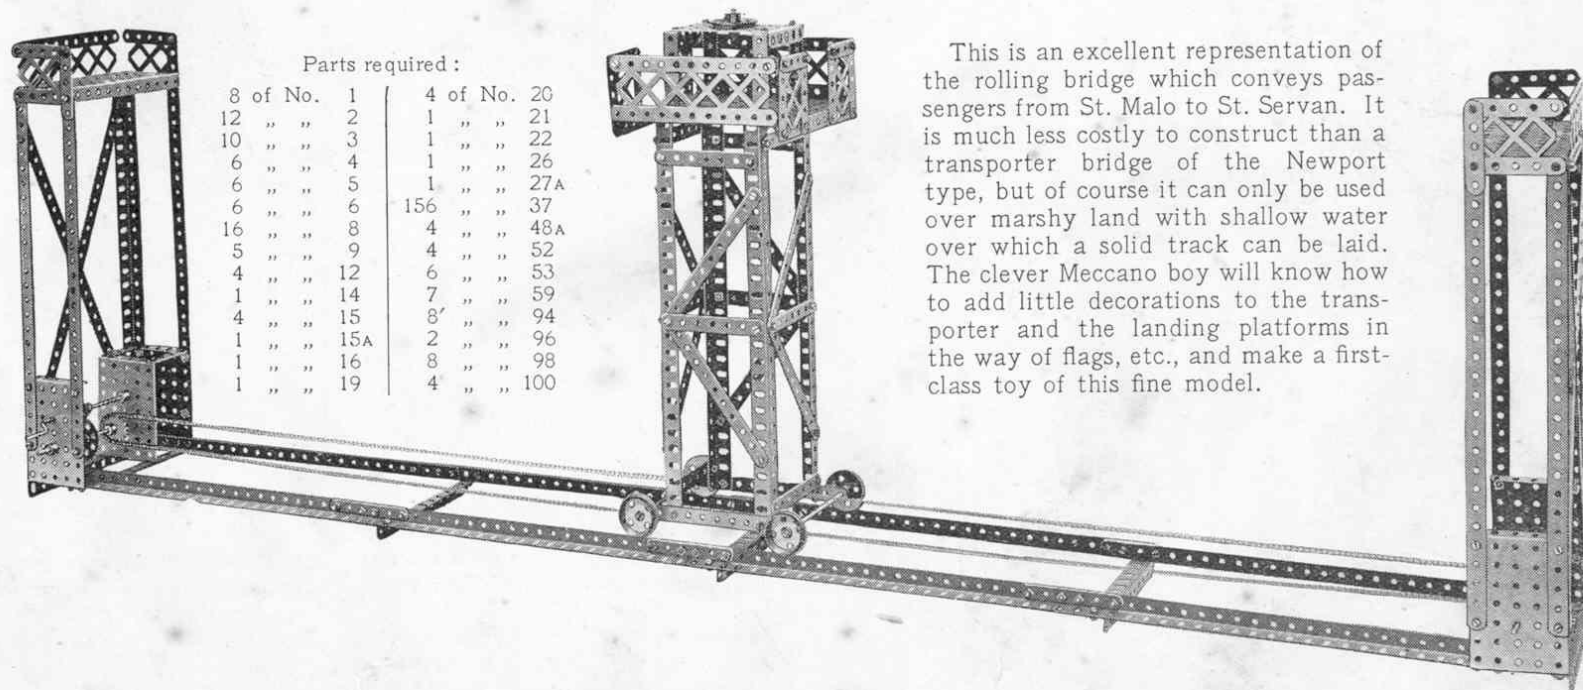 Parts required :
8 of No. 1
12 „ „ 2
10 „ „ 3
6 „ „ 4
6 „ „ 5
6 „ „ 6
16 „ „ 8
5 „ „ 9
4 „ „ 12
1 „ „ 14
4 „ „ 15
1 „ „ 15A
1 „ „ 16
1 „ „ 19
4 of No. 20
1 „ „ 21
1 „ „ 22
1 „ „ 26
1 „ „ 27A
156 „ „ 37
4 „ „ 48A
4 „ „ 52
6 „ „ 53
7 „ „ 59
8 „ „ 94
2 „ „ 96
8 „ „ 98
4 „ „ 100
This is an excellent representation of
the rolling bridge which conveys pas-
sengers from St. Malo to St. Servan. It
is much less costly to construct than a
transporter bridge of the Newport
type, but of course it can only be used
over marshy land with shallow water
over which a solid track can be laid.
The clever Meccano boy will know how
to add little decorations to the trans-
porter and the landing platforms in
the way of flags, etc., and make a first-
class toy of this fine model.